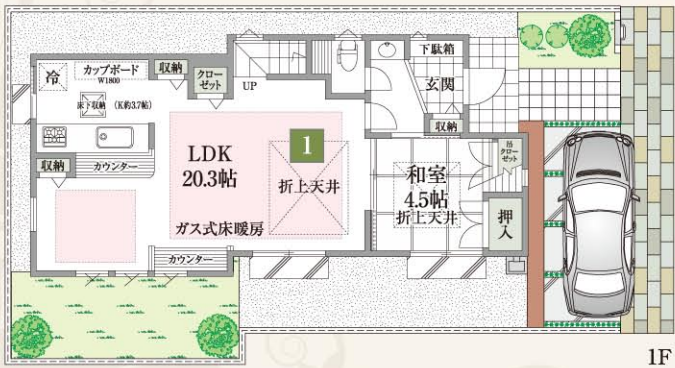 冷
カップボード
W1800
収納
クロー
ゼット
UP
下駄箱
玄関
床下収納
(K約3.7帖)
収納
カウンター
収納
LDK
20.3帖
1
折上天井
ガス式床暖房
カウンター
和室
4.5帖
折上天井
吊
クロー
ゼット
押
入
1F